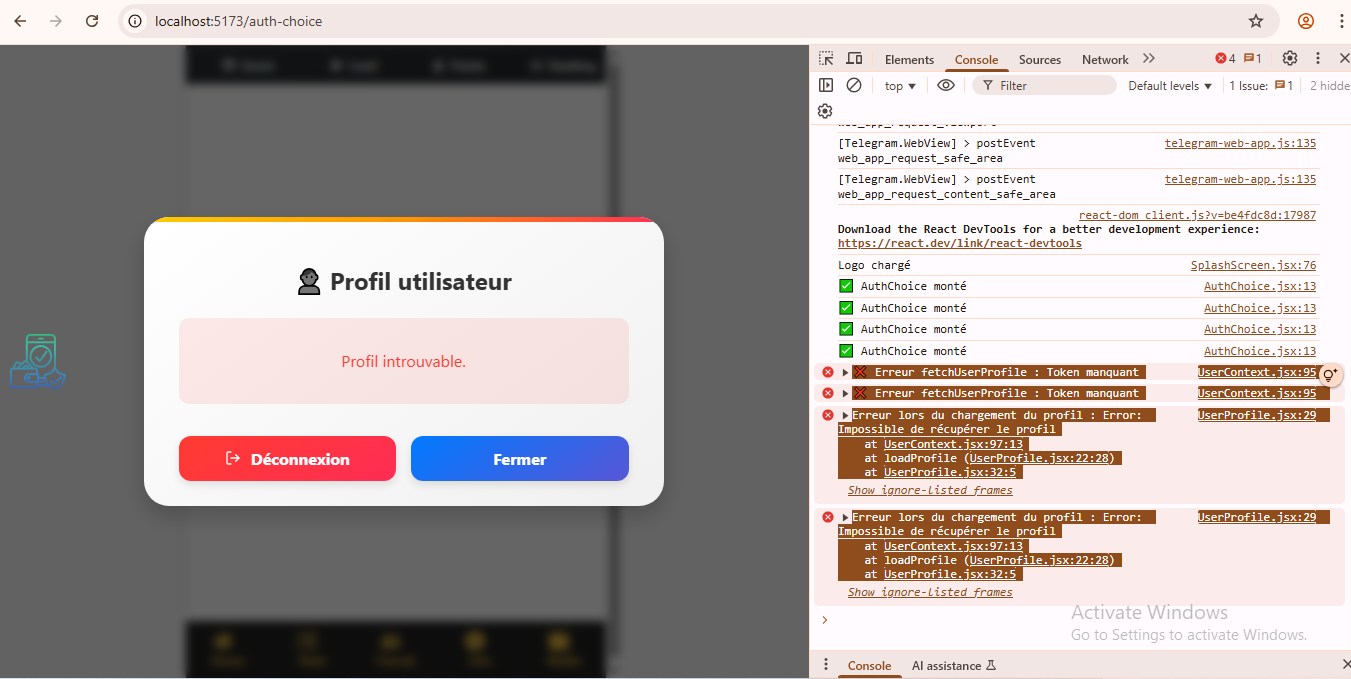 localhost:5173/auth-choice
Profil utilisateur
Profil introuvable.
Déconnexion
Fermer
Elements
Console
Sources
Network
4
1
top
Filter
Default levels
1 Issue:
1
2 hidde
[Telegram.WebView] > postEvent telegram-web-app.js:135
web_app_request_safe_area
[Telegram.WebView] > postEvent telegram-web-app.js:135
web_app_request_content_safe_area
react-dom client.js?v=be4fdc8d:17987
Download the React DevTools for a better development experience:
https://react.dev/link/react-devtools
Logo chargé SplashScreen.jsx:76
✅ AuthChoice monté AuthChoice.jsx:13
✅ AuthChoice monté AuthChoice.jsx:13
✅ AuthChoice monté AuthChoice.jsx:13
✅ AuthChoice monté AuthChoice.jsx:13
❌ Erreur fetchUserProfile : Token manquant UserContext.jsx:95
❌ Erreur fetchUserProfile : Token manquant UserContext.jsx:95
Erreur lors du chargement du profil : Error: UserProfile.jsx:29
Impossible de récupérer le profil
at UserContext.jsx:97:13
at loadProfile (UserProfile.jsx:22:28)
at UserProfile.jsx:32:5
Show ignore-listed frames
Erreur lors du chargement du profil : Error: UserProfile.jsx:29
Impossible de récupérer le profil
at UserContext.jsx:97:13
at loadProfile (UserProfile.jsx:22:28)
at UserProfile.jsx:32:5
Show ignore-listed frames
Activate Windows
Go to Settings to activate Windows.
Console
AI assistance